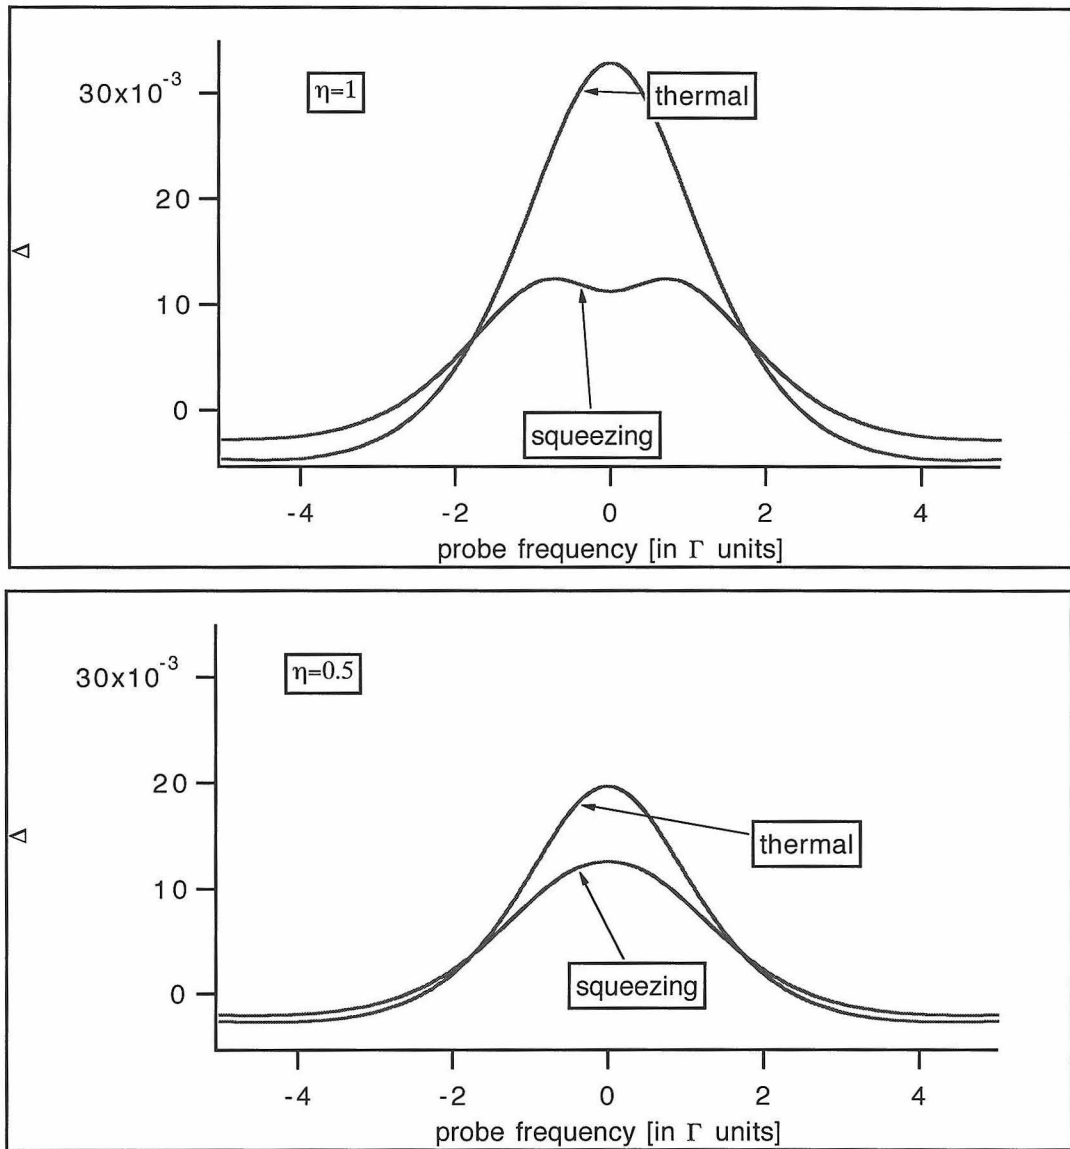 30x10⁻³
η=1
thermal
20
Δ
10
squeezing
0
-4 -2 0 2 4
probe frequency [in Γ units]
30x10⁻³
η=0.5
20
Δ
thermal
10
squeezing
0
-4 -2 0 2 4
probe frequency [in Γ units]